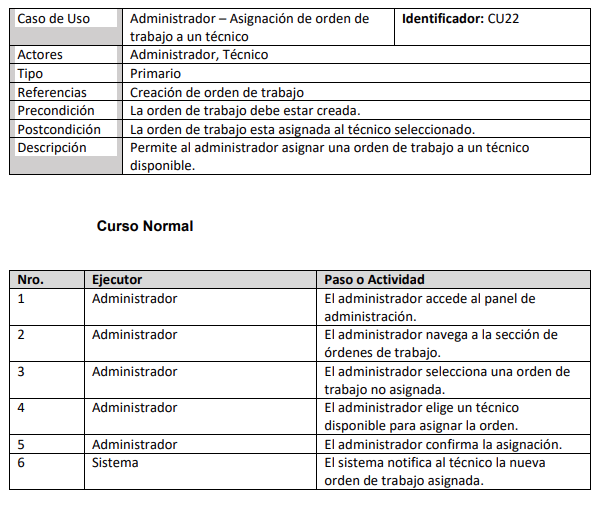 Caso de Uso Administrador – Asignación de orden de Identificador: CU22
trabajo a un técnico
Actores Administrador, Técnico
Tipo Primario
Referencias Creación de orden de trabajo
Precondición La orden de trabajo debe estar creada.
Postcondición La orden de trabajo esta asignada al técnico seleccionado.
Descripción Permite al administrador asignar una orden de trabajo a un técnico
disponible.
Curso Normal
Nro. Ejecutor Paso o Actividad
1 Administrador El administrador accede al panel de
administración.
2 Administrador El administrador navega a la sección de
órdenes de trabajo.
3 Administrador El administrador selecciona una orden de
trabajo no asignada.
4 Administrador El administrador elige un técnico
disponible para asignar la orden.
5 Administrador El administrador confirma la asignación.
6 Sistema El sistema notifica al técnico la nueva
orden de trabajo asignada.